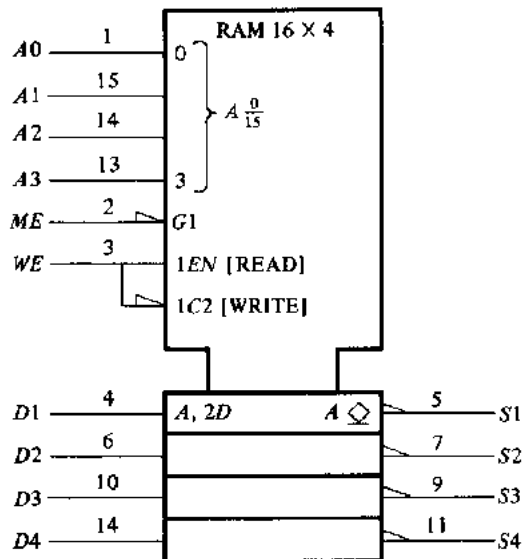 RAM 16 × 4
A0 1 0
A1 15
A2 14
A 0/15
A3 13 3
ME 2 G1
WE 3 1EN [READ]
1C2 [WRITE]
D1 4 A, 2D A 5 S1
D2 6 7 S2
D3 10 9 S3
D4 14 11 S4